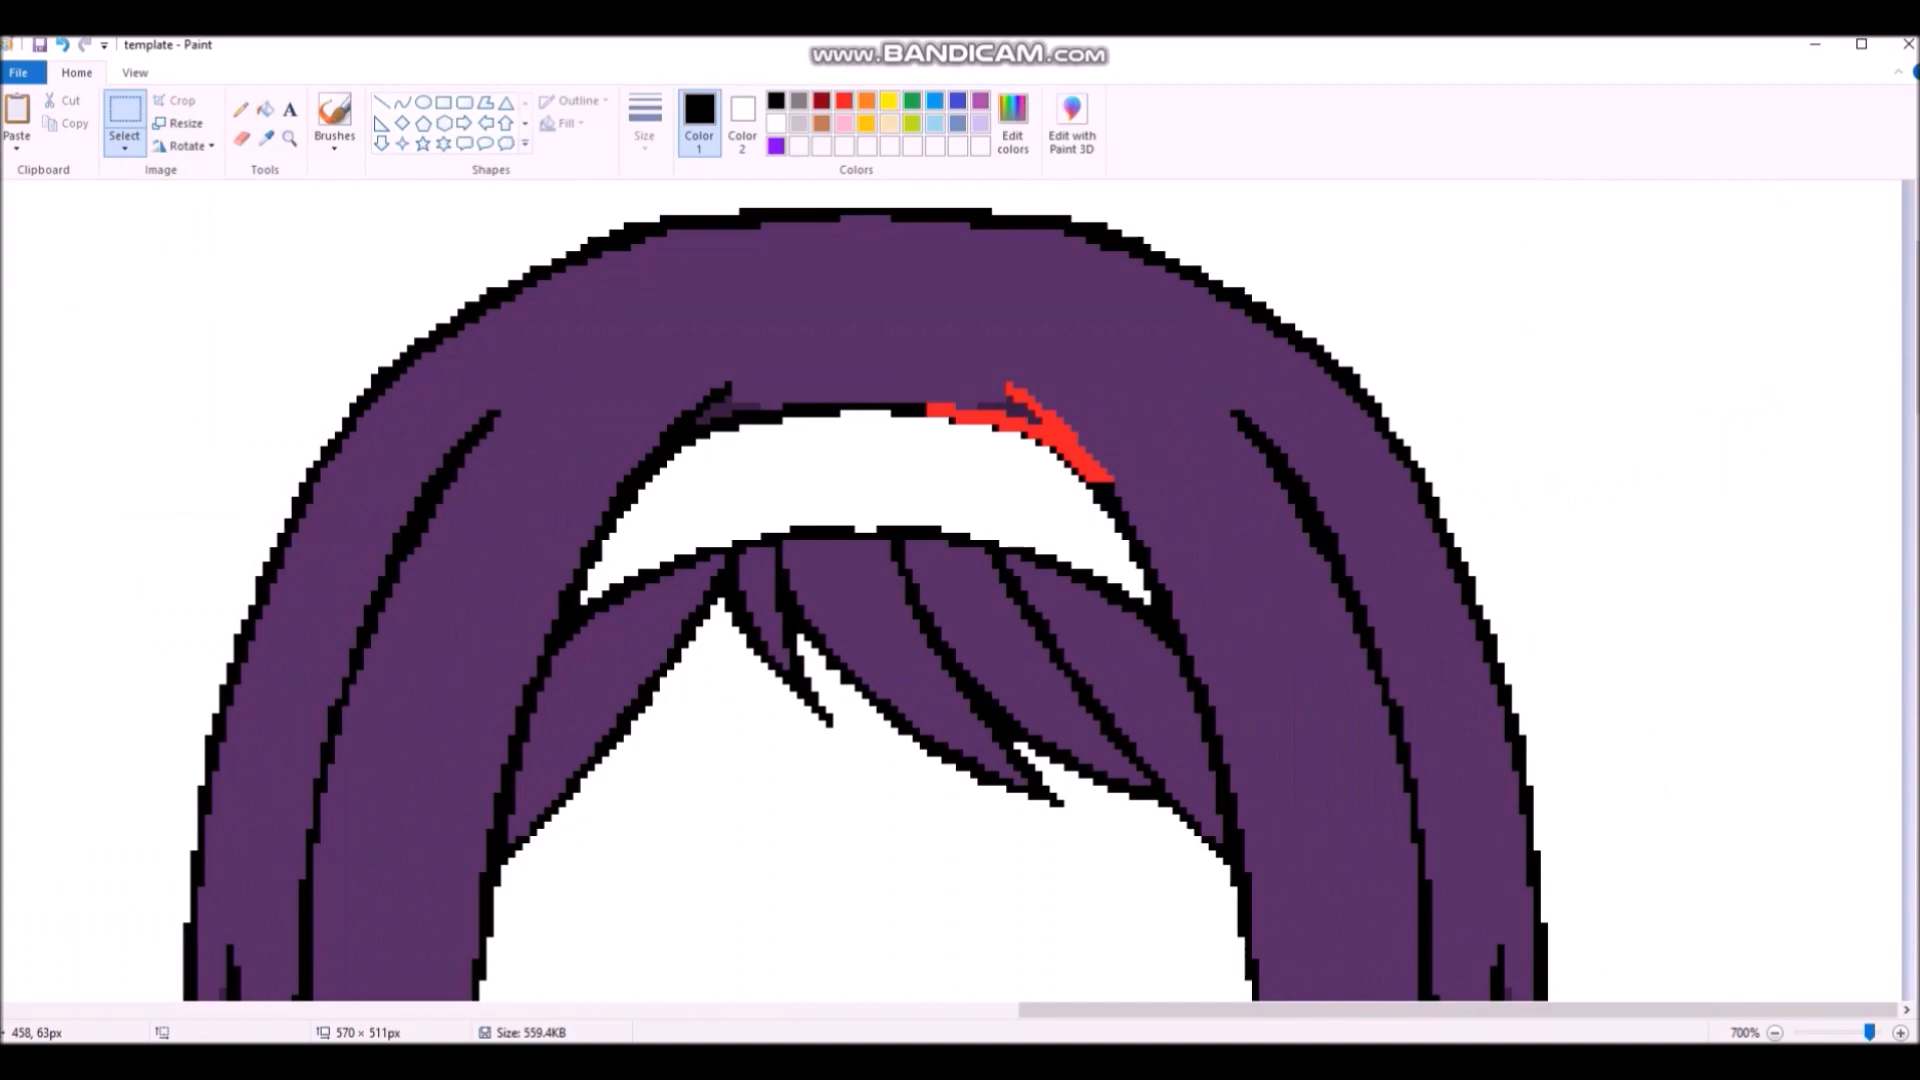 template - Paint
www.BANDICAM.com
File Home View
Paste
Cut
Copy
Clipboard
Select
Crop
Resize
Rotate
Image
A
Tools
Brushes
Outline
Fill
Shapes
Size
Color 1
Color 2
Edit colors
Colors
Edit with Paint 3D
458, 63px
570 × 511px
Size: 559.4KB
700%